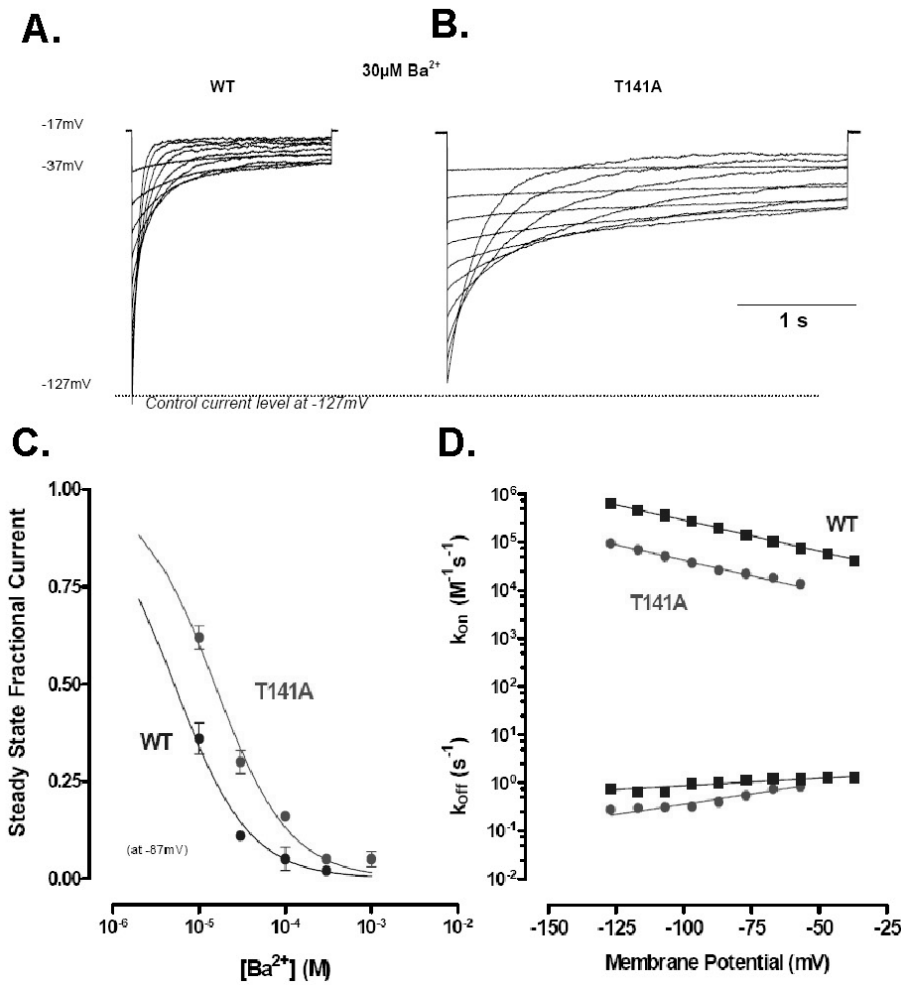 A.
B.
30µM Ba²⁺
WT
T141A
-17mV
-37mV
-127mV
Control current level at -127mV
1 s
C.
D.
Steady State Fractional Current
1.00
0.75
0.50
0.25
0.00
T141A
WT
(at -87mV)
10⁻⁶
10⁻⁵
10⁻⁴
10⁻³
10⁻²
[Ba²⁺] (M)
k_on (M⁻¹s⁻¹)
k_off (s⁻¹)
10⁶
10⁵
10⁴
10³
10²
10¹
10⁰
10⁻¹
10⁻²
WT
T141A
-150
-125
-100
-75
-50
-25
Membrane Potential (mV)